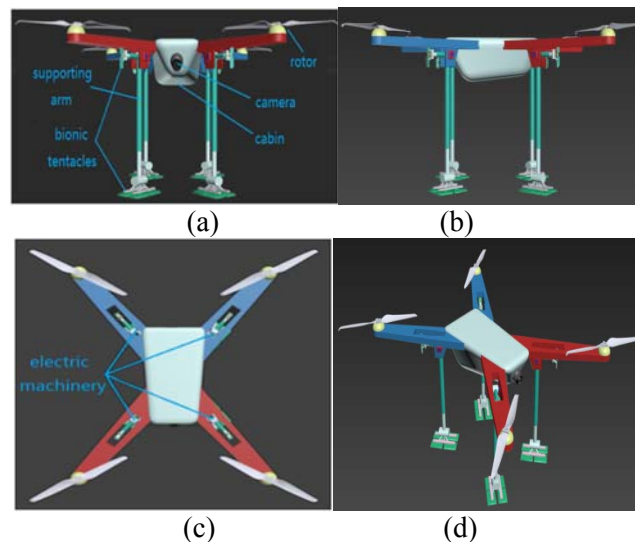 supporting
arm
bionic
tentacles
rotor
camera
cabin
(a)
(b)
electric
machinery
(c)
(d)